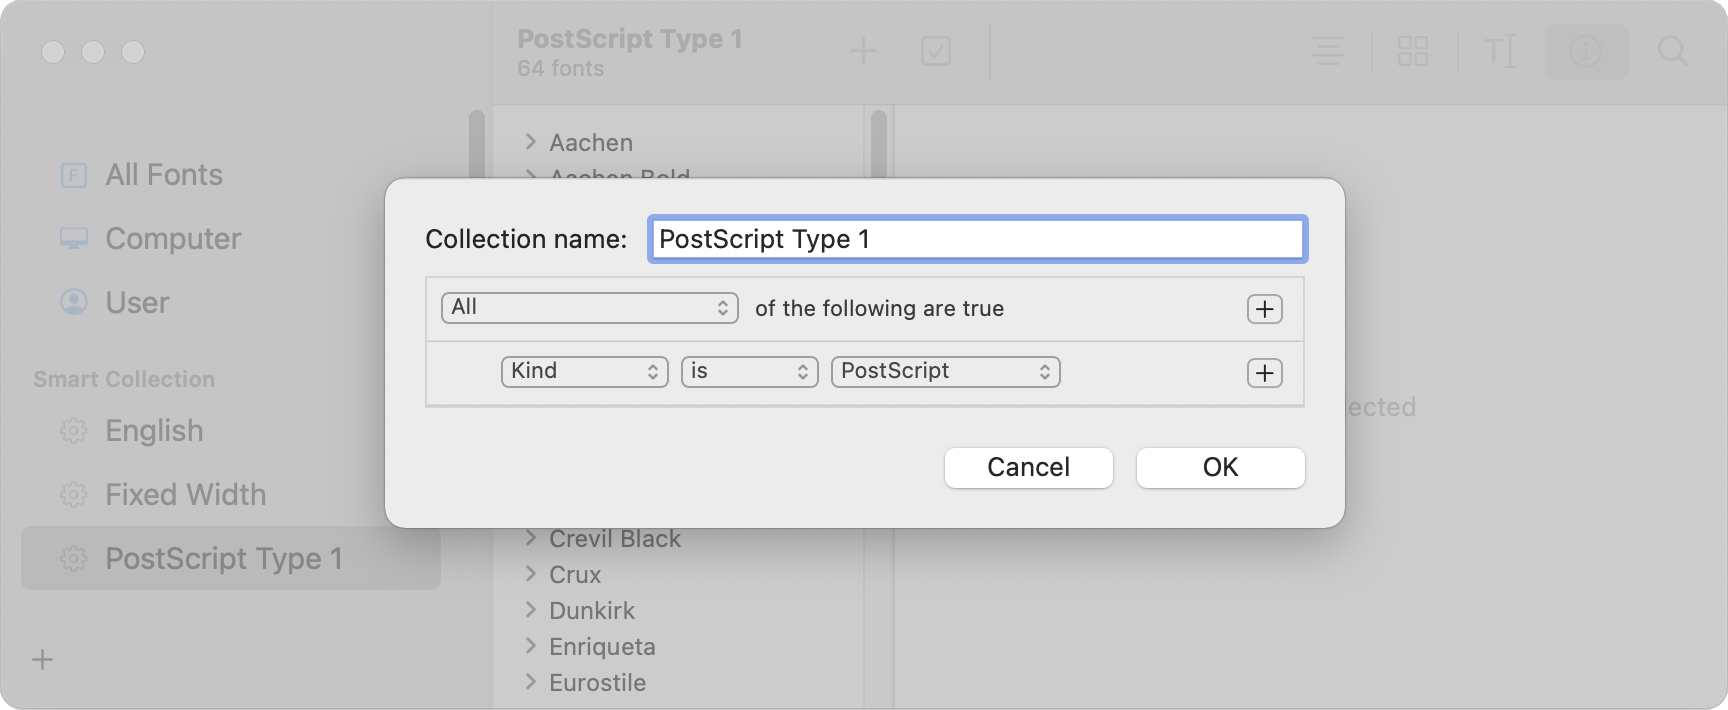 PostScript Type 1
64 fonts
All Fonts
Computer
User
Smart Collection
English
Fixed Width
PostScript Type 1
Aachen
Aachen Bold
Collection name: PostScript Type 1
All of the following are true
Kind is PostScript
Cancel OK
ected
Crevil Black
Crux
Dunkirk
Enriqueta
Eurostile